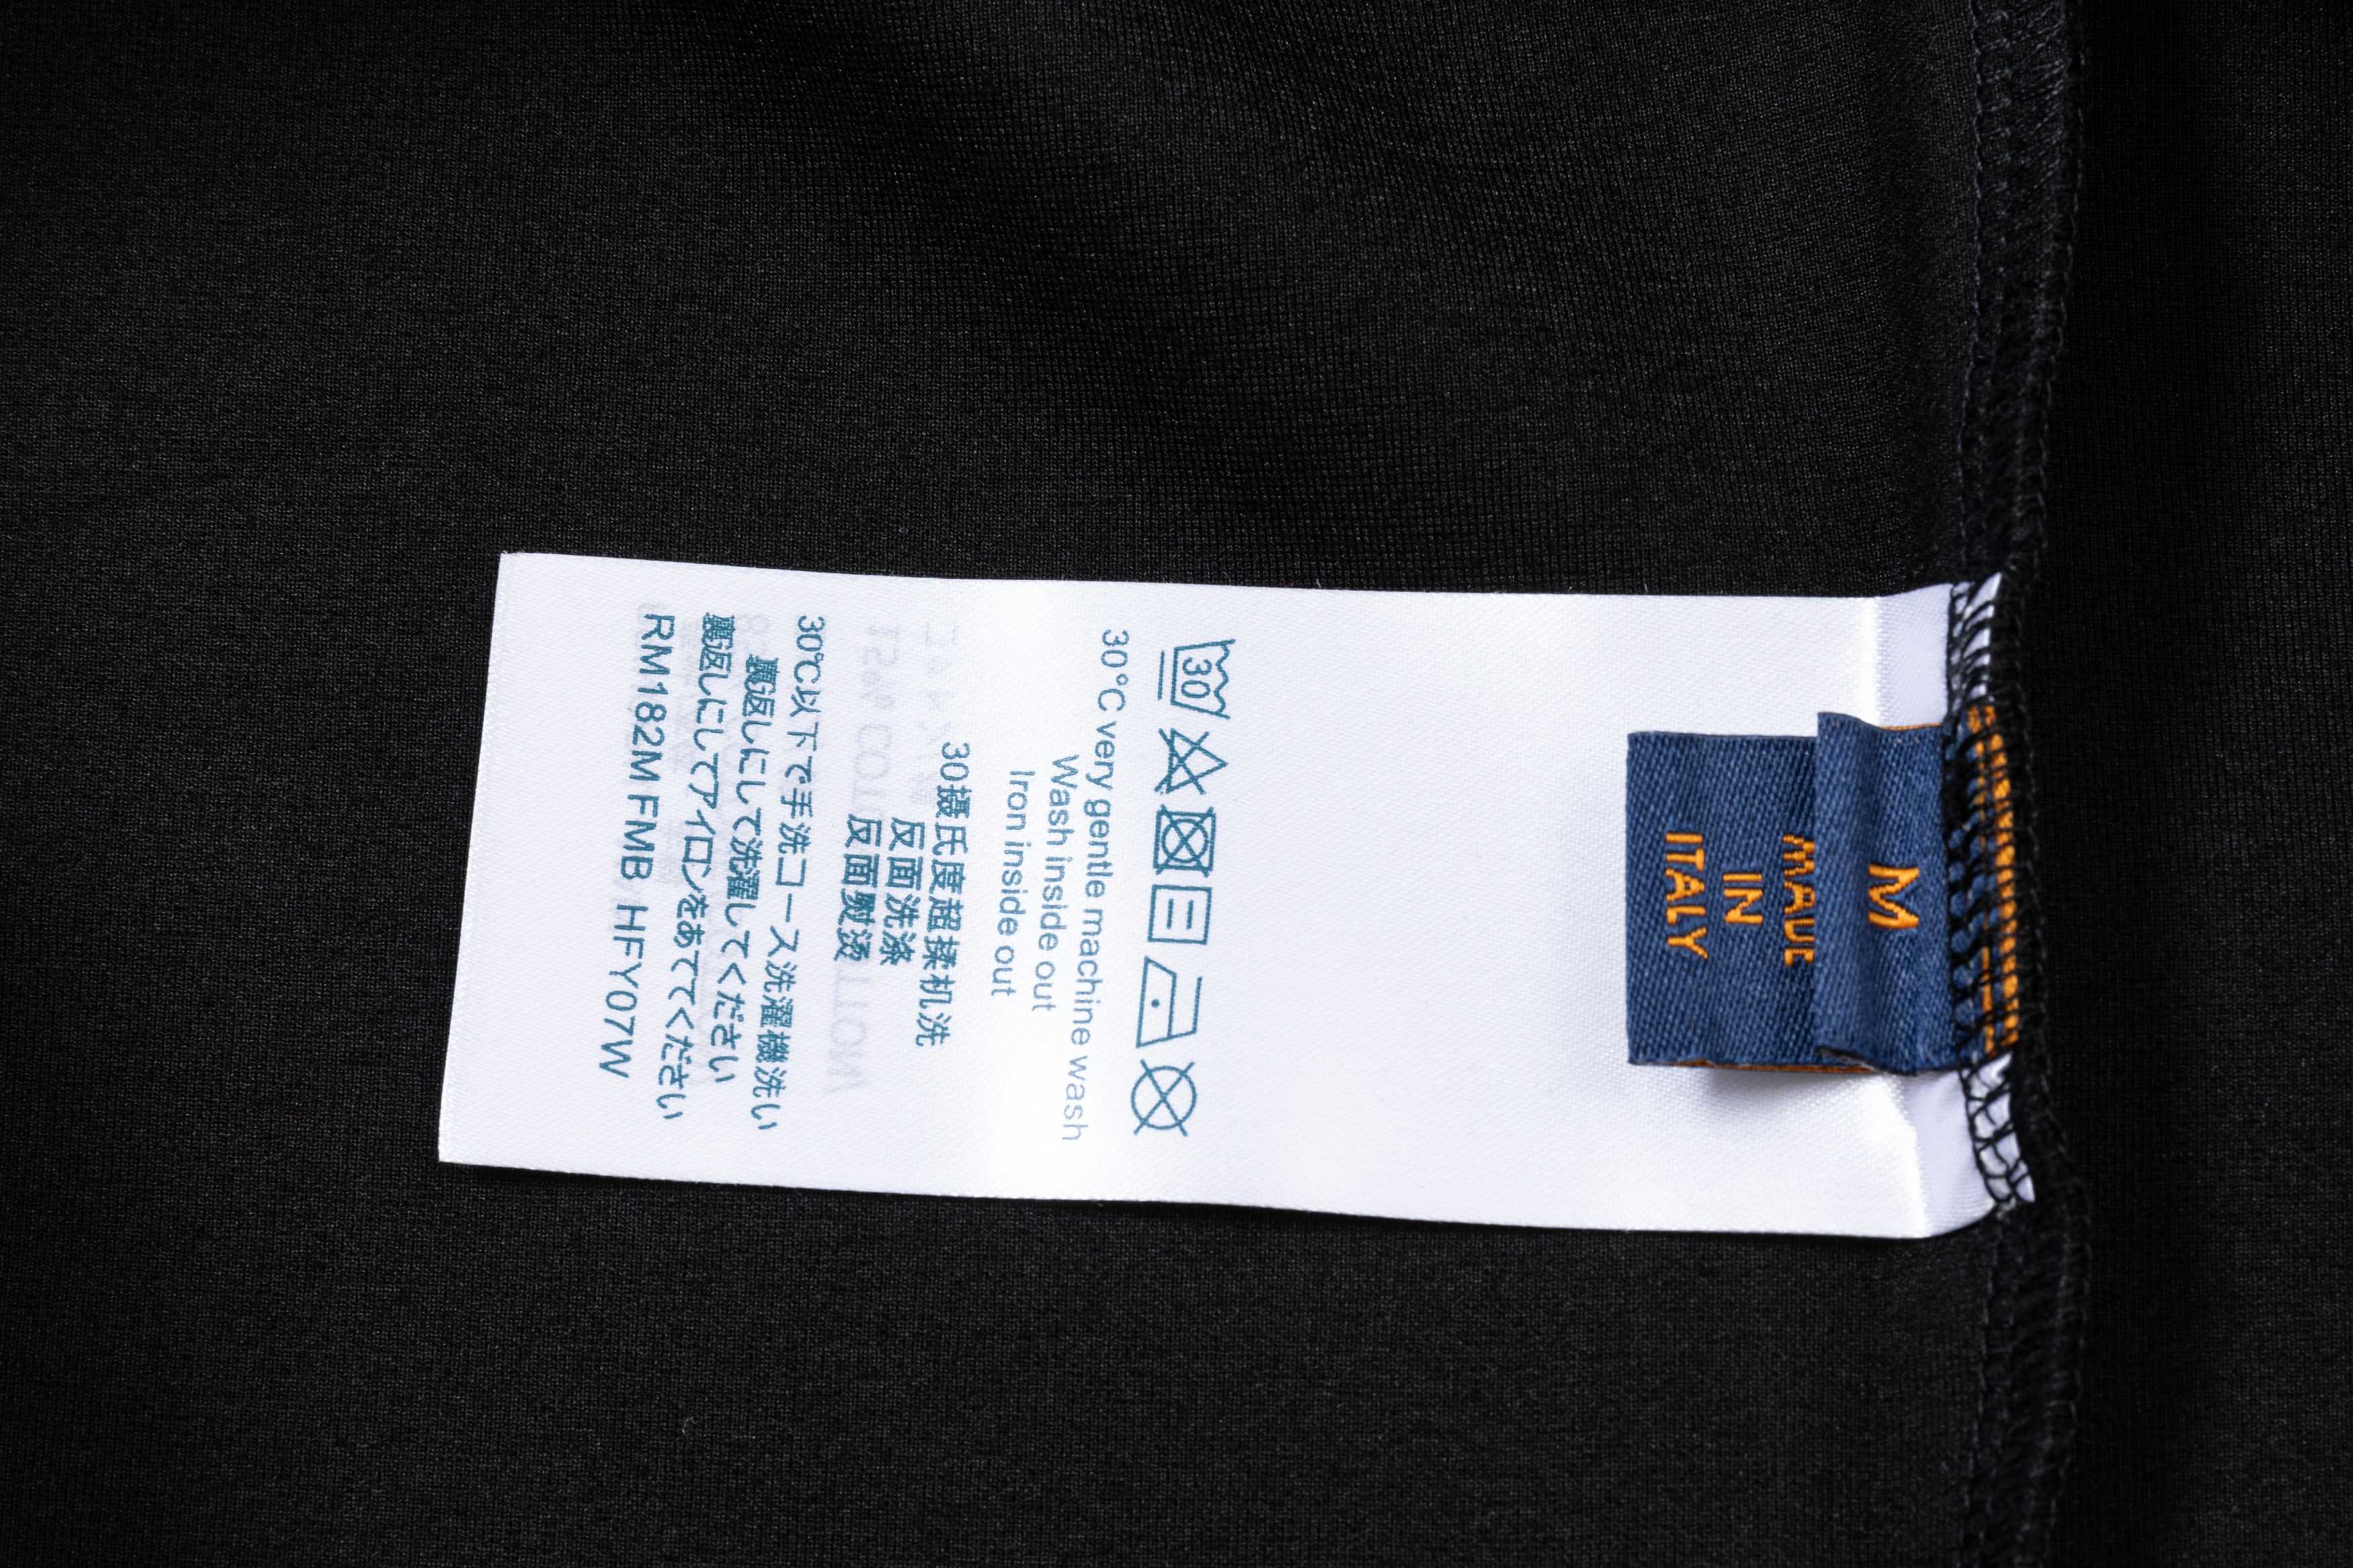 M
MADE
IN
ITALY
30
30°C very gentle machine wash
Wash inside out
Iron inside out
30摄氏度超揉机洗
反面洗涤
反面熨烫
30℃以下で手洗コース洗濯機洗い
裏返しにして洗濯してください
裏返しにしてアイロンをあててください
RM182M FMB HFY07W